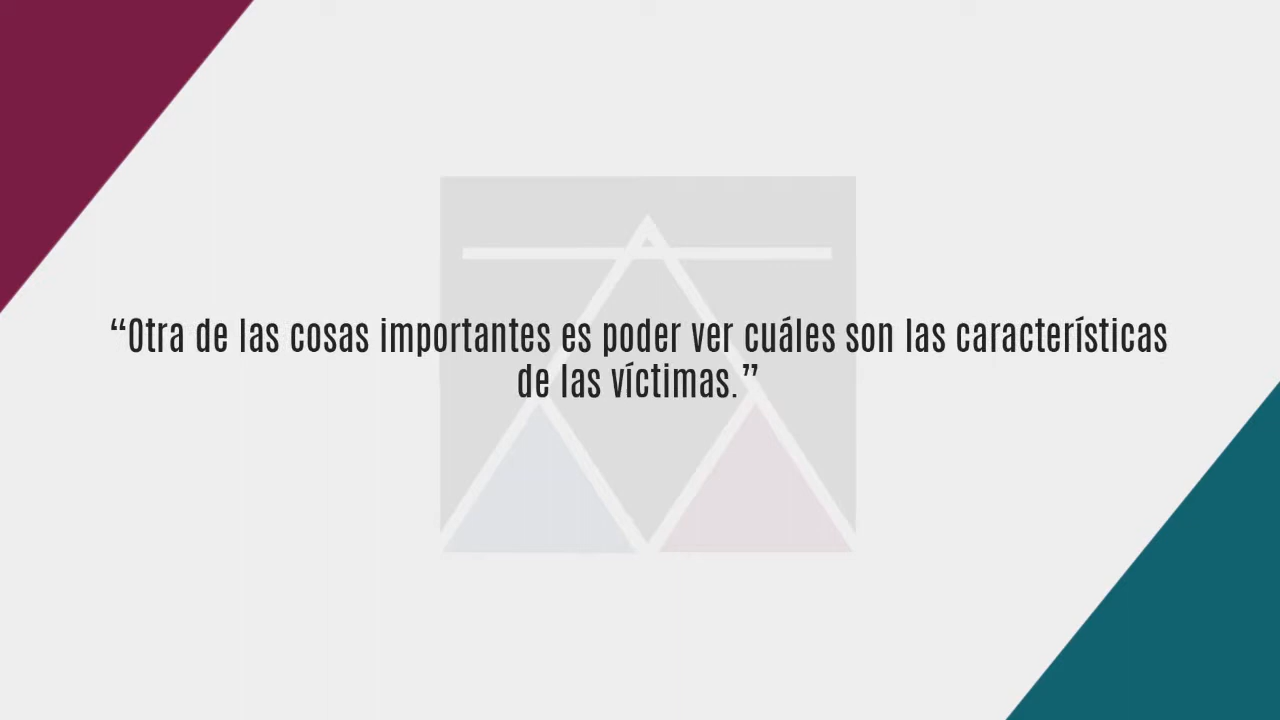 “Otra de las cosas importantes es poder ver cuáles son las características
de las víctimas.”